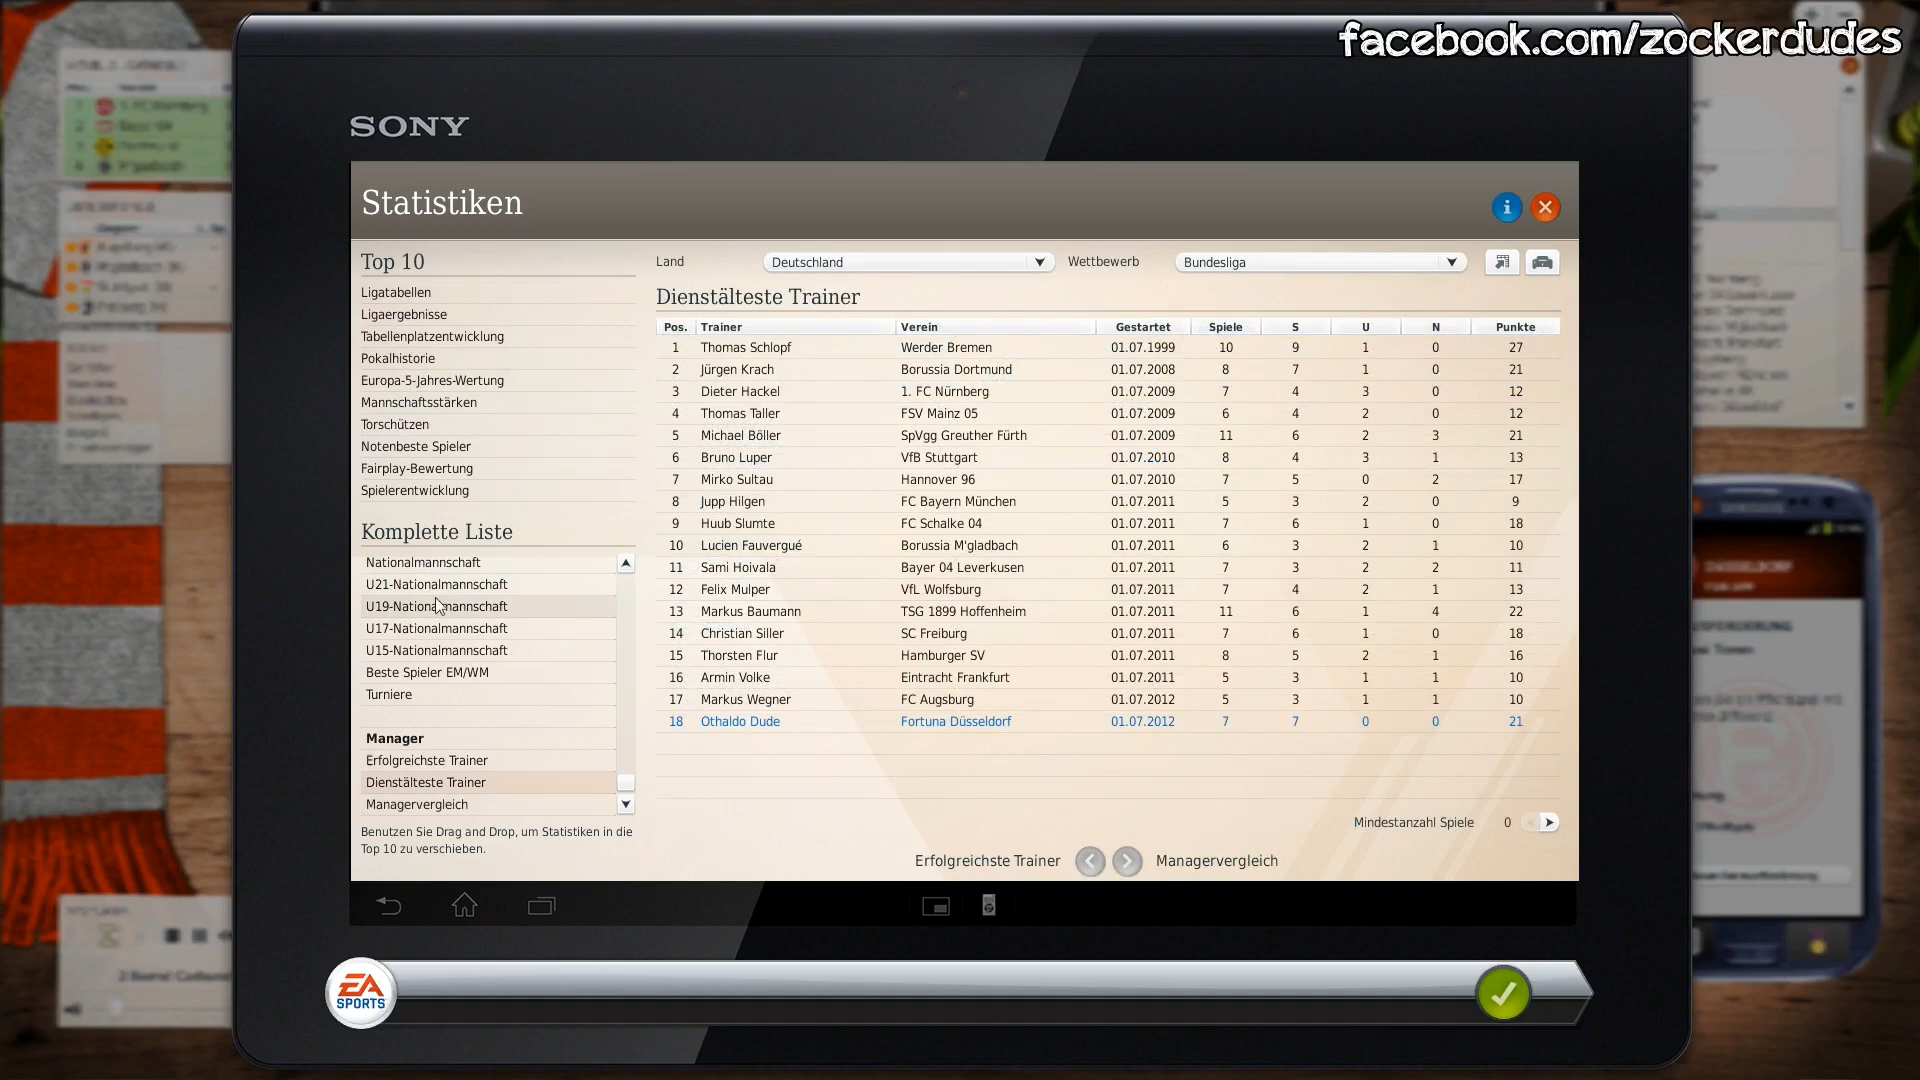 facebook.com/zockerdudes
SONY
Statistiken
Top 10
Ligatabellen
Ligaergebnisse
Tabellenplatzentwicklung
Pokalhistorie
Europa-5-Jahres-Wertung
Mannschaftsstärken
Torschützen
Notenbeste Spieler
Fairplay-Bewertung
Spielerentwicklung
Komplette Liste
Nationalmannschaft
U21-Nationalmannschaft
U19-Nationalmannschaft
U17-Nationalmannschaft
U15-Nationalmannschaft
Beste Spieler EM/WM
Turniere
Manager
Erfolgreichste Trainer
Dienstälteste Trainer
Managervergleich
Benutzen Sie Drag and Drop, um Statistiken in die
Top 10 zu verschieben.
Land Deutschland Wettbewerb Bundesliga
Dienstälteste Trainer
Pos. Trainer Verein Gestartet Spiele S U N Punkte
1 Thomas Schlopf Werder Bremen 01.07.1999 10 9 1 0 27
2 Jürgen Krach Borussia Dortmund 01.07.2008 8 7 1 0 21
3 Dieter Hackel 1. FC Nürnberg 01.07.2009 7 4 3 0 12
4 Thomas Taller FSV Mainz 05 01.07.2009 6 4 2 0 12
5 Michael Böller SpVgg Greuther Fürth 01.07.2009 11 6 2 3 21
6 Bruno Luper VfB Stuttgart 01.07.2010 8 4 3 1 13
7 Mirko Sultau Hannover 96 01.07.2010 7 5 0 2 17
8 Jupp Hilgen FC Bayern München 01.07.2011 5 3 2 0 9
9 Huub Slumte FC Schalke 04 01.07.2011 7 6 1 0 18
10 Lucien Fauvergué Borussia M'gladbach 01.07.2011 6 3 2 1 10
11 Sami Hoivala Bayer 04 Leverkusen 01.07.2011 7 3 2 2 11
12 Felix Mulper VfL Wolfsburg 01.07.2011 7 4 2 1 13
13 Markus Baumann TSG 1899 Hoffenheim 01.07.2011 11 6 1 4 22
14 Christian Siller SC Freiburg 01.07.2011 7 6 1 0 18
15 Thorsten Flur Hamburger SV 01.07.2011 8 5 2 1 16
16 Armin Volke Eintracht Frankfurt 01.07.2011 5 3 1 1 10
17 Markus Wegner FC Augsburg 01.07.2012 5 3 1 1 10
18 Othaldo Dude Fortuna Düsseldorf 01.07.2012 7 7 0 0 21
Mindestanzahl Spiele 0
Erfolgreichste Trainer Managervergleich
EA
SPORTS